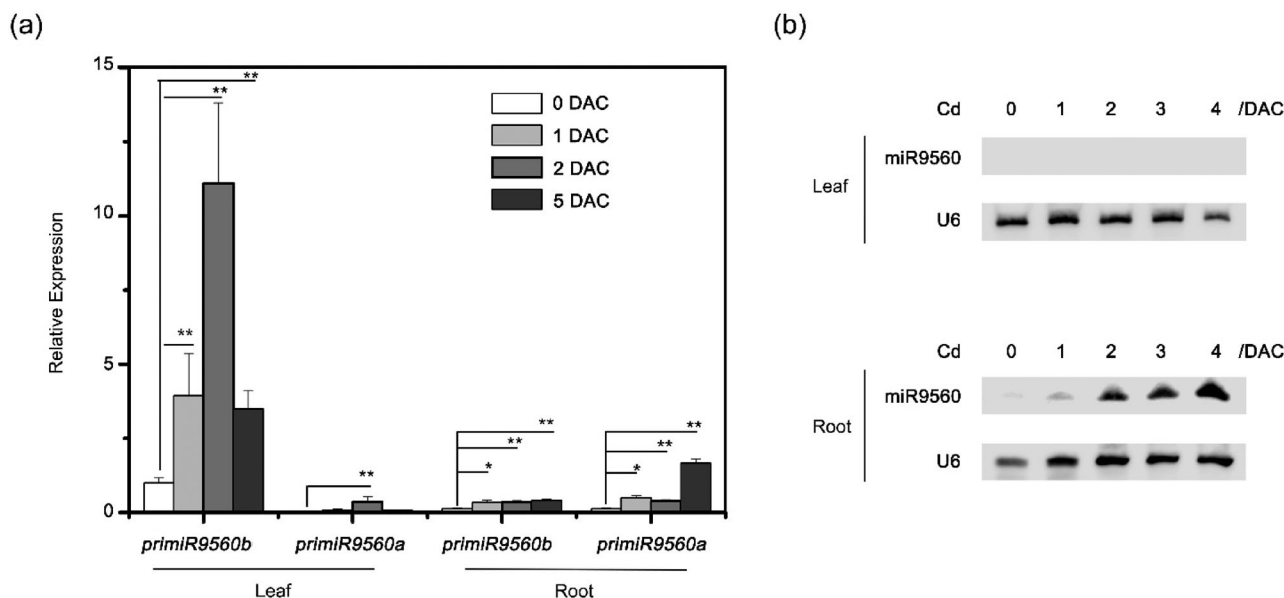 (a)
15
10
5
0
Relative Expression
0 DAC
1 DAC
2 DAC
5 DAC
**
**
**
**
*
**
**
*
**
**
primiR9560b
primiR9560a
primiR9560b
primiR9560a
Leaf
Root
(b)
Cd 0 1 2 3 4 /DAC
miR9560
Leaf
U6
Cd 0 1 2 3 4 /DAC
miR9560
Root
U6